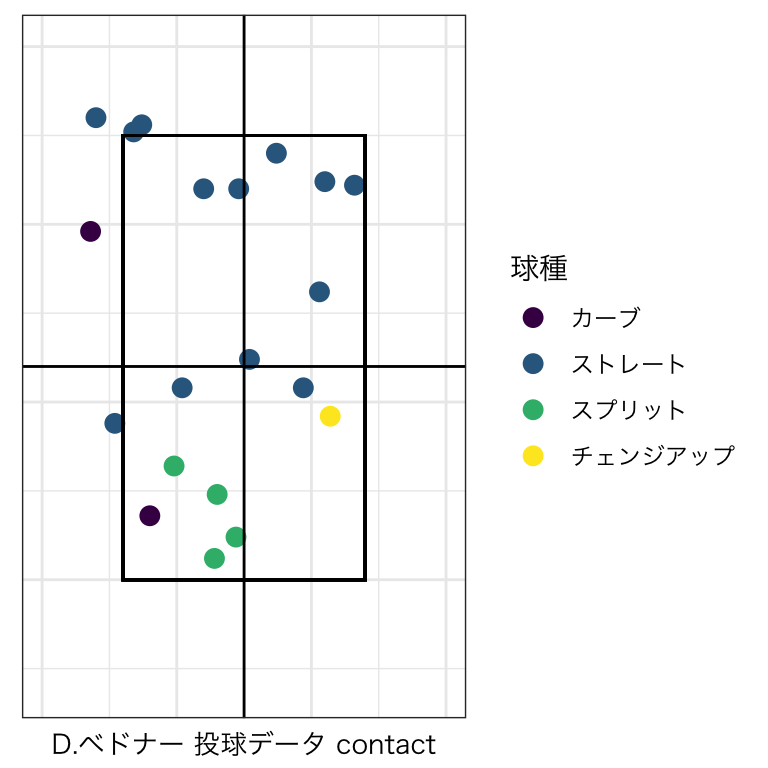 球種
カーブ
ストレート
スプリット
チェンジアップ
D.ベドナー 投球データ contact